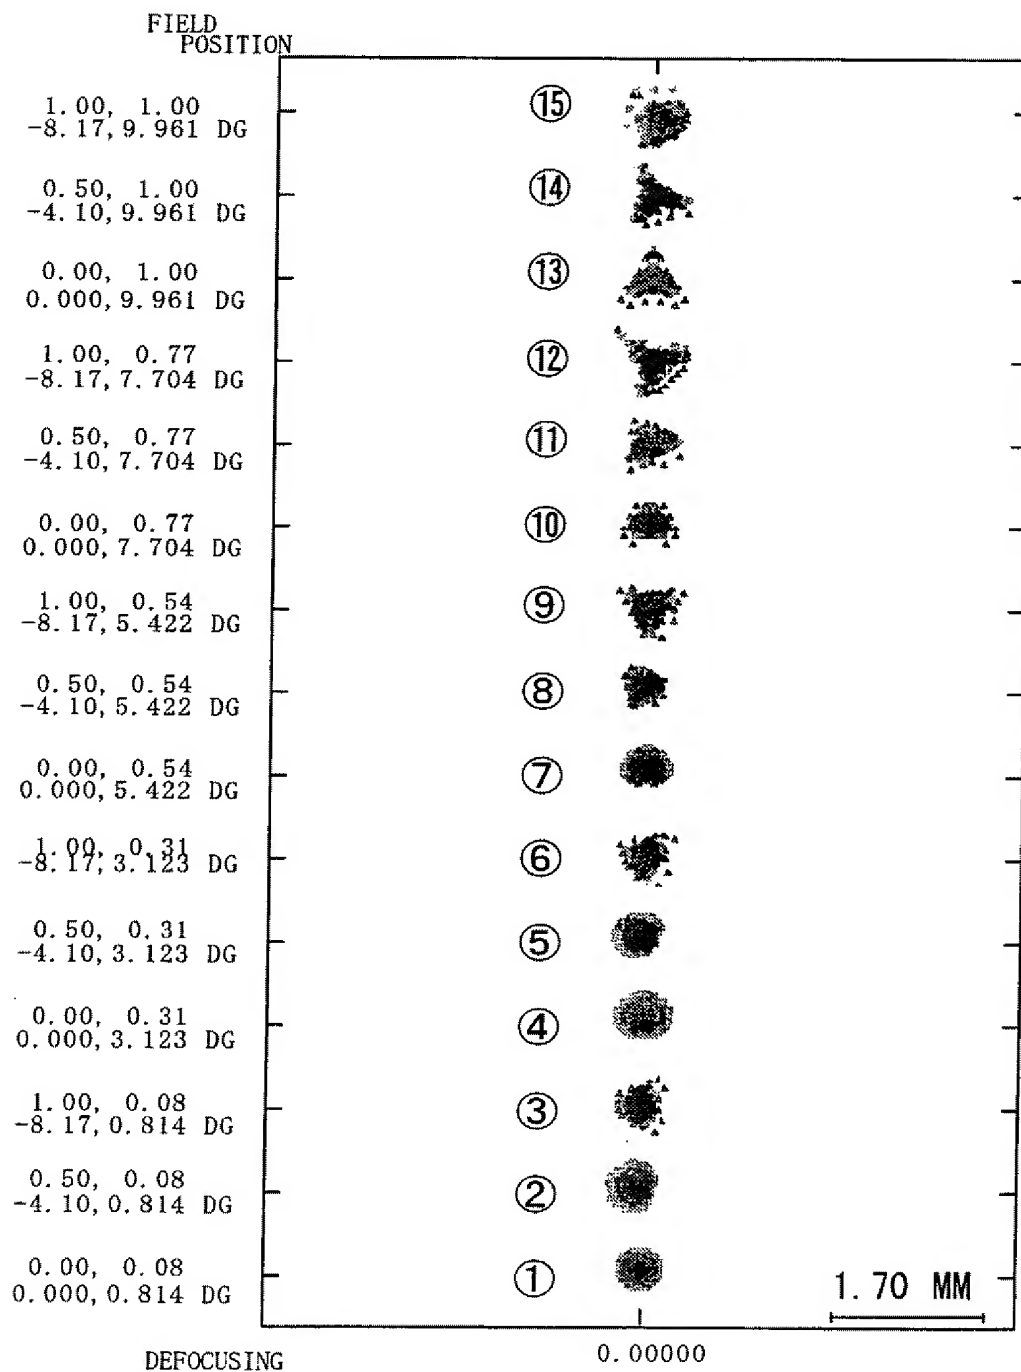 FIELD
POSITION
1.00, 1.00
-8.17, 9.961 DG
⑮
0.50, 1.00
-4.10, 9.961 DG
⑭
0.00, 1.00
0.000, 9.961 DG
⑬
1.00, 0.77
-8.17, 7.704 DG
⑫
0.50, 0.77
-4.10, 7.704 DG
⑪
0.00, 0.77
0.000, 7.704 DG
⑩
1.00, 0.54
-8.17, 5.422 DG
⑨
0.50, 0.54
-4.10, 5.422 DG
⑧
0.00, 0.54
0.000, 5.422 DG
⑦
1.00, 0.31
-8.17, 3.123 DG
⑥
0.50, 0.31
-4.10, 3.123 DG
⑤
0.00, 0.31
0.000, 3.123 DG
④
1.00, 0.08
-8.17, 0.814 DG
③
0.50, 0.08
-4.10, 0.814 DG
②
0.00, 0.08
0.000, 0.814 DG
①
1.70 MM
DEFOCUSING
0.00000